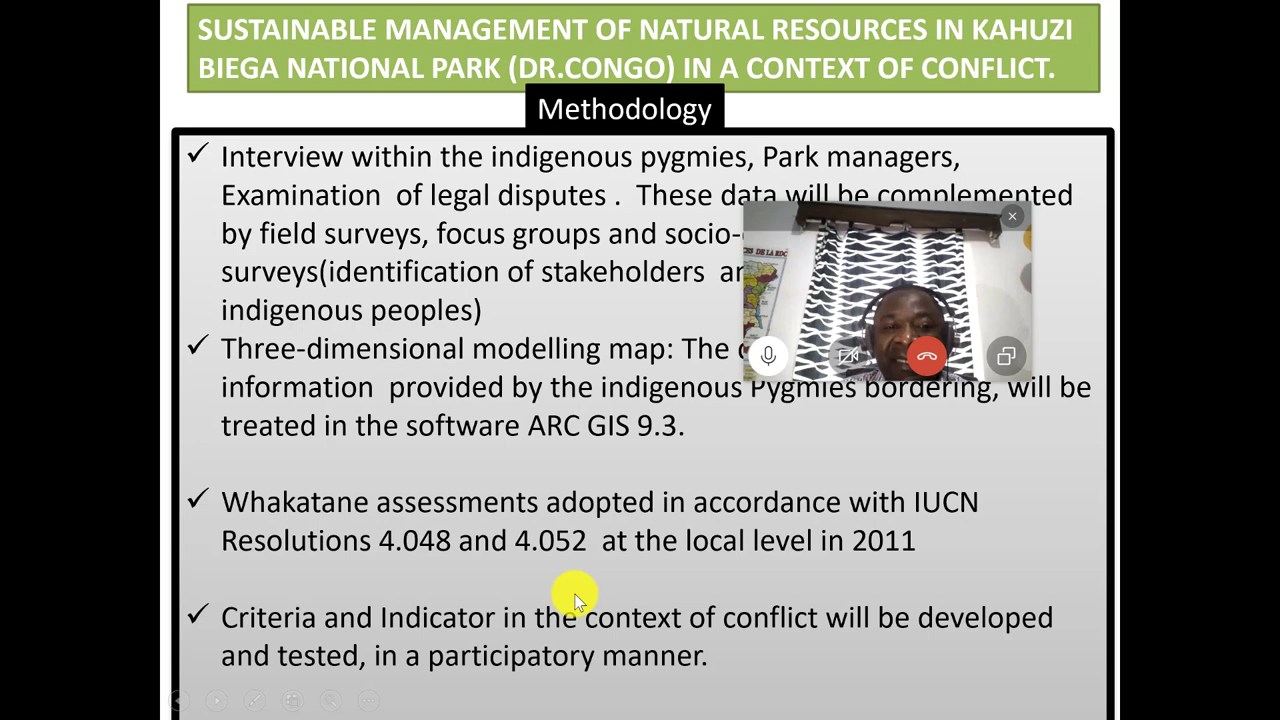 SUSTAINABLE MANAGEMENT OF NATURAL RESOURCES IN KAHUZI
BIEGA NATIONAL PARK (DR.CONGO) IN A CONTEXT OF CONFLICT.
Methodology
✓ Interview within the indigenous pygmies, Park managers,
Examination of legal disputes . These data will be complemented
by field surveys, focus groups and socio-
surveys(identification of stakeholders
indigenous peoples)
✓ Three-dimensional modelling map: The
information provided by the indigenous Pygmies bordering, will be
treated in the software ARC GIS 9.3.
✓ Whakatane assessments adopted in accordance with IUCN
Resolutions 4.048 and 4.052 at the local level in 2011
✓ Criteria and Indicator in the context of conflict will be developed
and tested, in a participatory manner.
DE LA RDC